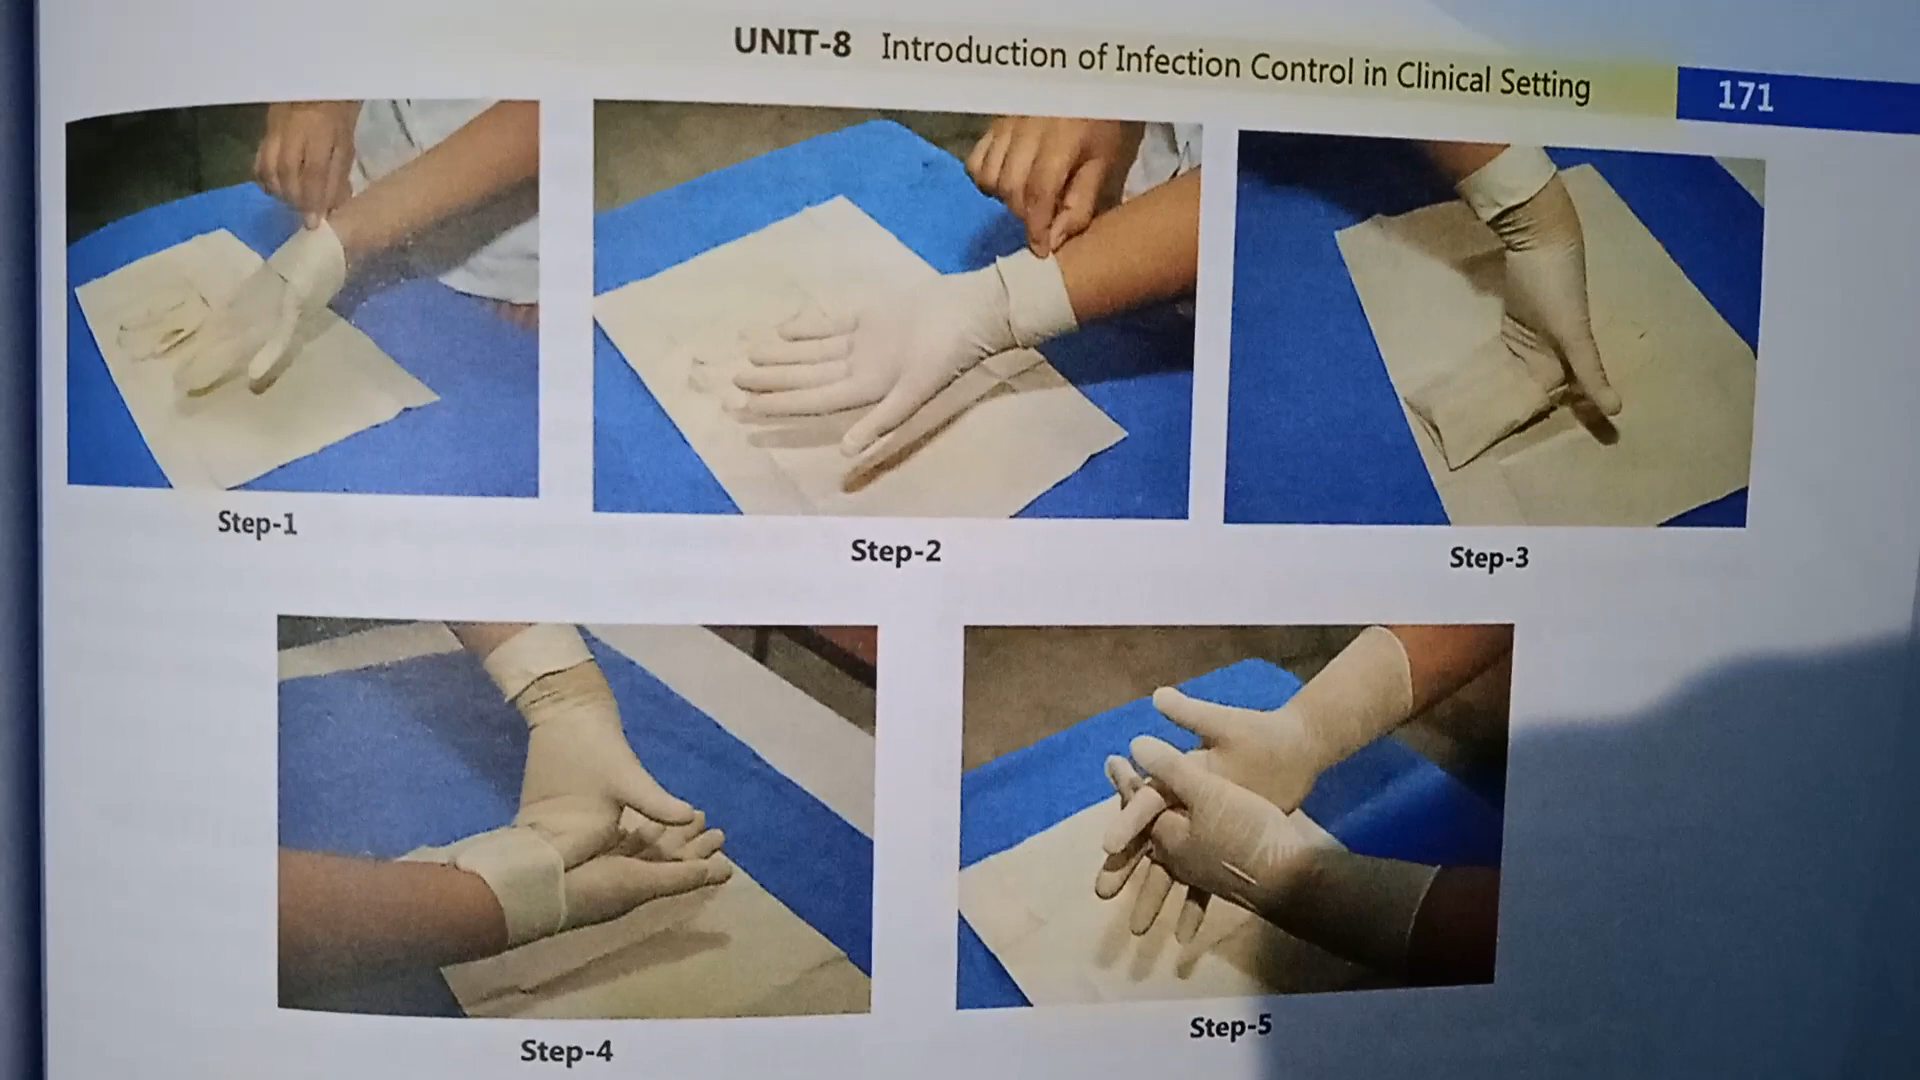 UNIT-8 Introduction of Infection Control in Clinical Setting 171
Step-1
Step-2
Step-3
Step-4
Step-5